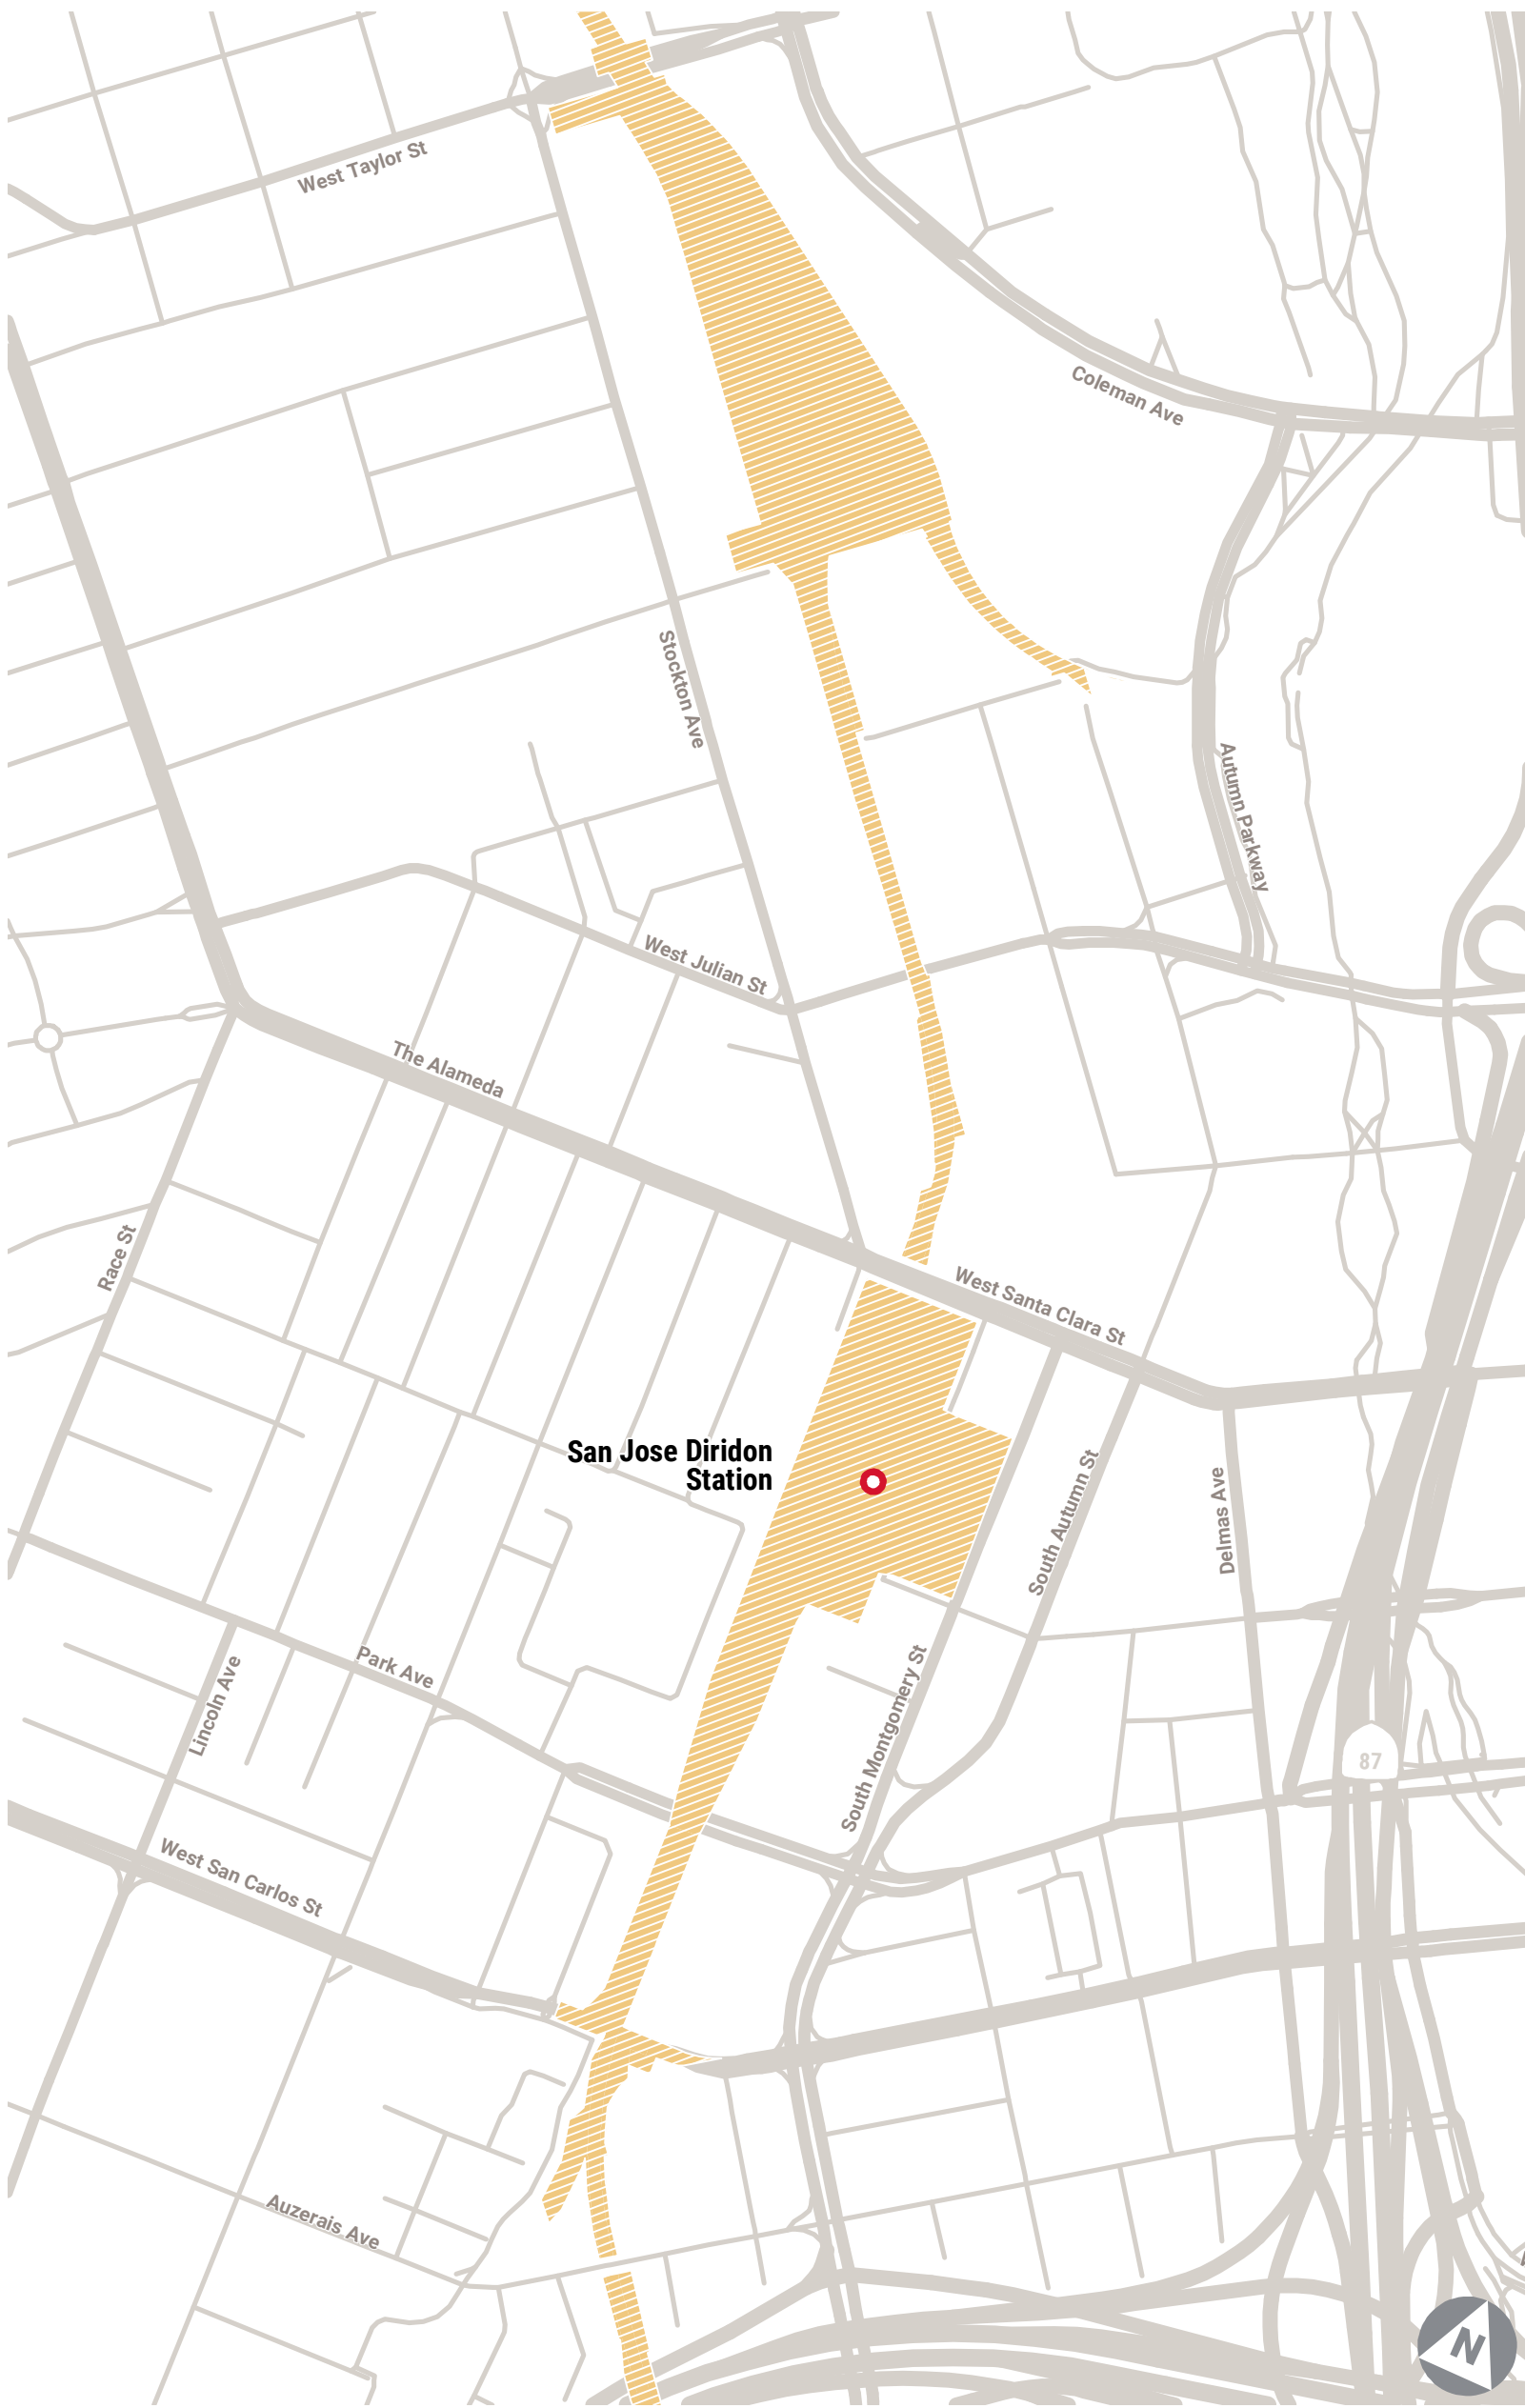 West Taylor St
Coleman Ave
Stockton Ave
Autumn Parkway
West Julian St
The Alameda
Race St
West Santa Clara St
San Jose Diridon
Station
South Autumn St
Delmas Ave
Park Ave
Lincoln Ave
South Montgomery St
87
West San Carlos St
Auzerais Ave
N